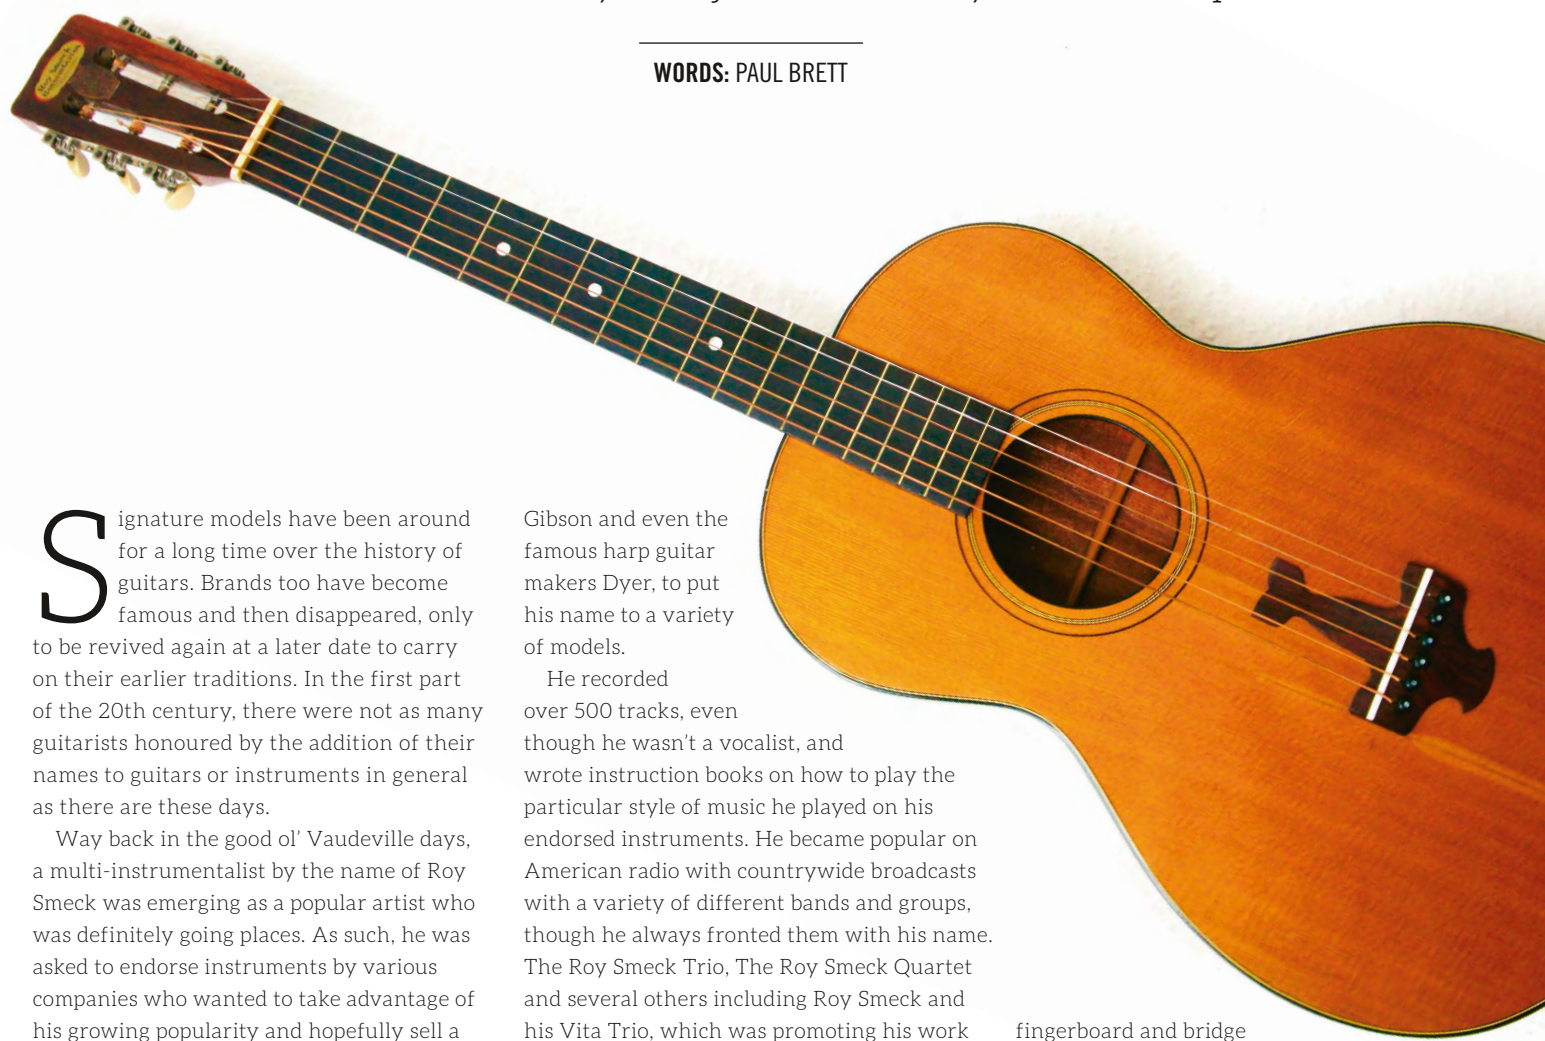 WORDS: PAUL BRETT
Signature models have been around
for a long time over the history of
guitars. Brands too have become
famous and then disappeared, only
to be revived again at a later date to carry
on their earlier traditions. In the first part
of the 20th century, there were not as many
guitarists honoured by the addition of their
names to guitars or instruments in general
as there are these days.
Way back in the good ol’ Vaudeville days,
a multi-instrumentalist by the name of Roy
Smeck was emerging as a popular artist who
was definitely going places. As such, he was
asked to endorse instruments by various
companies who wanted to take advantage of
his growing popularity and hopefully sell a
Gibson and even the
famous harp guitar
makers Dyer, to put
his name to a variety
of models.
He recorded
over 500 tracks, even
though he wasn’t a vocalist, and
wrote instruction books on how to play the
particular style of music he played on his
endorsed instruments. He became popular on
American radio with countrywide broadcasts
with a variety of different bands and groups,
though he always fronted them with his name.
The Roy Smeck Trio, The Roy Smeck Quartet
and several others including Roy Smeck and
his Vita Trio, which was promoting his work
fingerboard and bridge